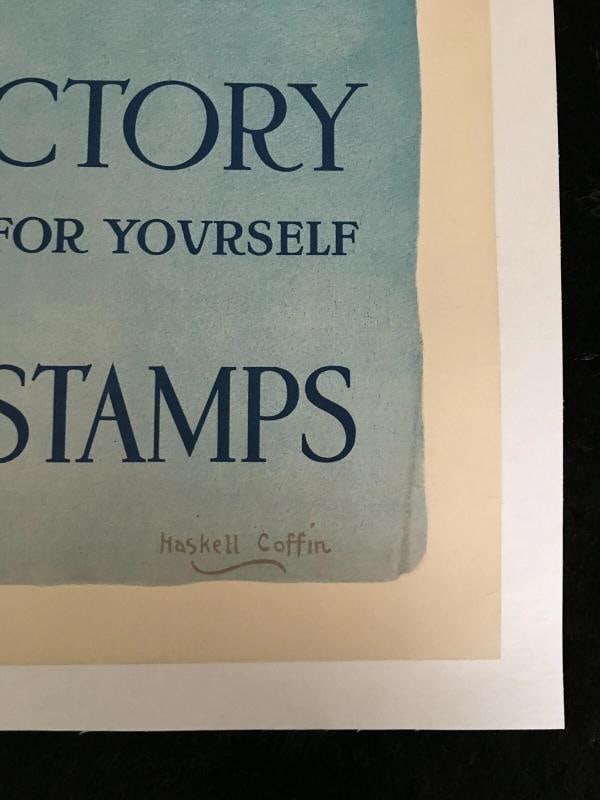 CTORY
FOR YOVRSELF
STAMPS
Haskell Coffin